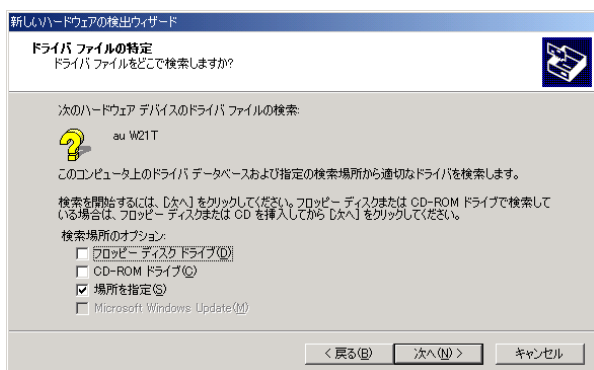 新しいハードウェアの検出ウィザード
ドライバ ファイルの特定
ドライバ ファイルをどこで検索しますか?
次のハードウェア デバイスのドライバ ファイルの検索:
au W21T
このコンピュータ上のドライバ データベースおよび指定の検索場所から適切なドライバを検索します。
検索を開始するには、[次へ] をクリックしてください。フロッピー ディスクまたは CD-ROM ドライブで検索して
いる場合は、フロッピー ディスクまたは CD を挿入してから [次へ] をクリックしてください。
検索場所のオプション:
フロッピー ディスク ドライブ(D)
CD-ROM ドライブ(C)
場所を指定(S)
Microsoft Windows Update(M)
< 戻る(B) 次へ(N) > キャンセル